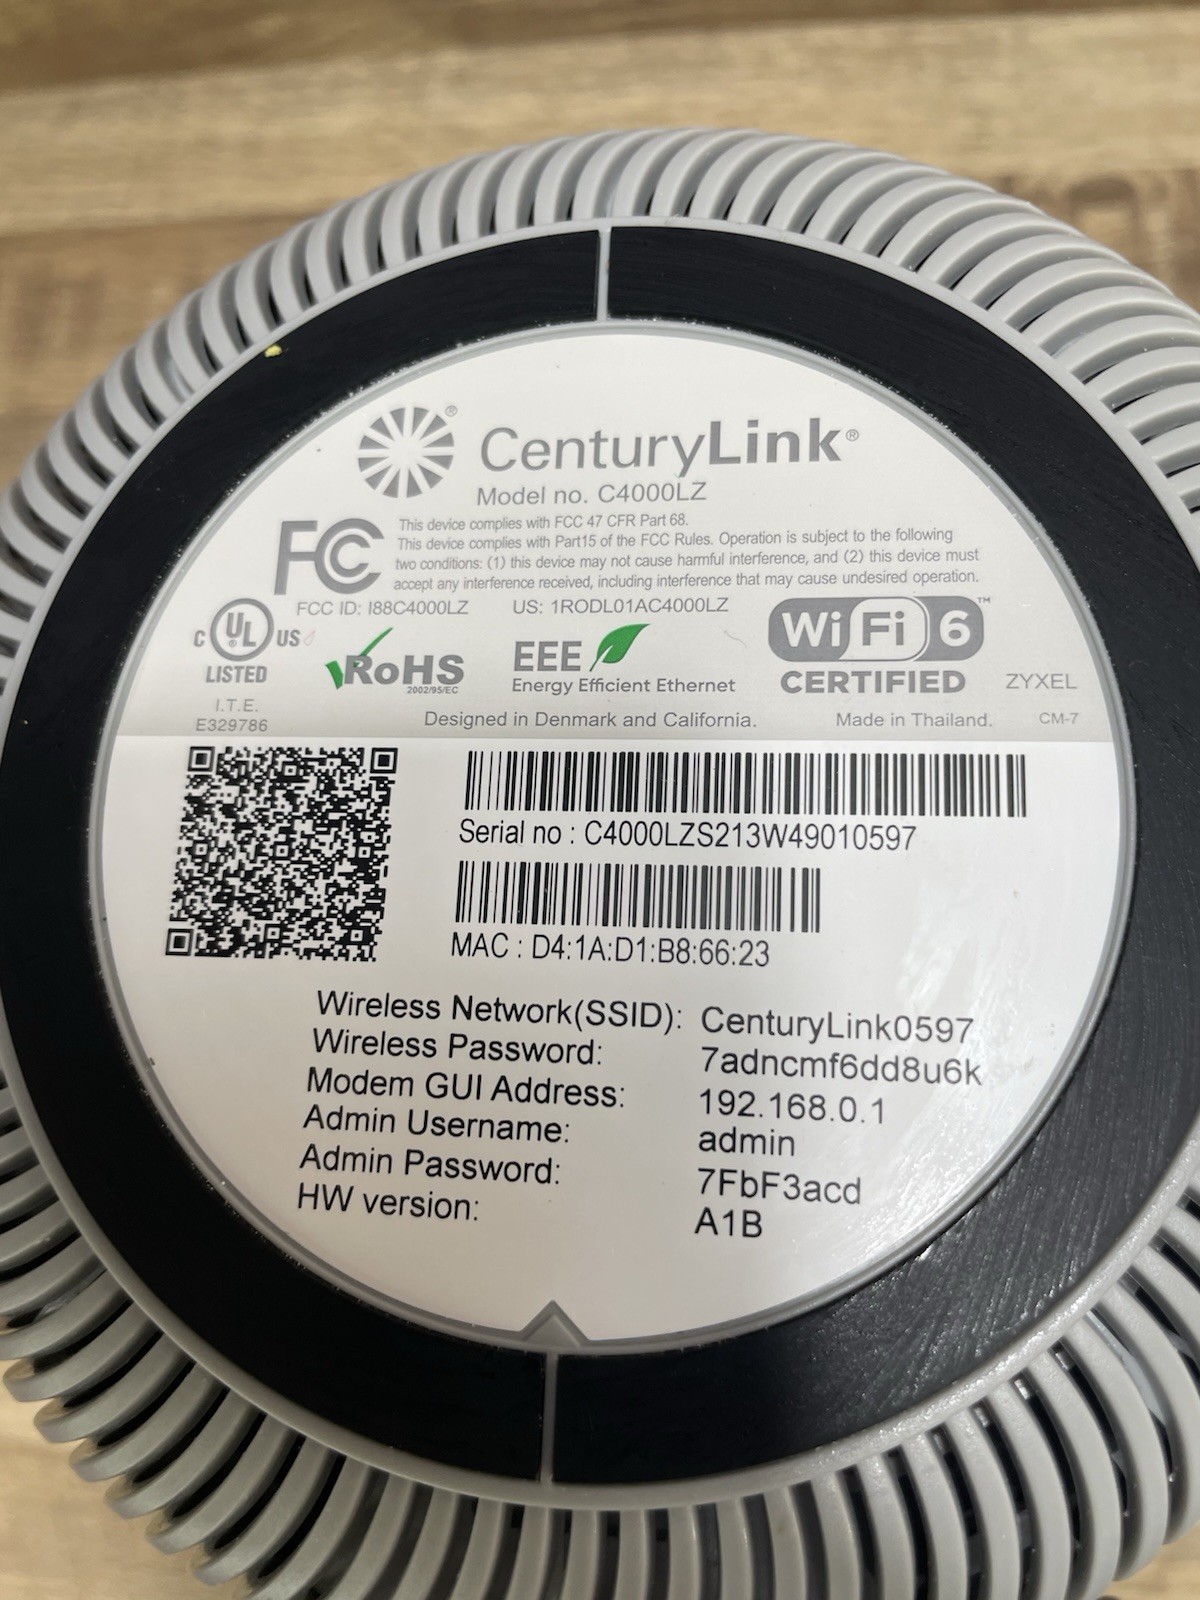 CenturyLink®
Model no. C4000LZ
FC
This device complies with FCC 47 CFR Part 68.
This device complies with Part15 of the FCC Rules. Operation is subject to the following
two conditions: (1) this device may not cause harmful interference, and (2) this device must
accept any interference received, including interference that may cause undesired operation.
FCC ID: I88C4000LZ US: 1RODL01AC4000LZ
C UL US
LISTED
I.T.E.
E329786
RoHS
2002/95/EC
EEE
Energy Efficient Ethernet
Wi Fi 6™
CERTIFIED
ZYXEL
Designed in Denmark and California. Made in Thailand. CM-7
Serial no : C4000LZS213W49010597
MAC : D4:1A:D1:B8:66:23
Wireless Network(SSID): CenturyLink0597
Wireless Password: 7adncmf6dd8u6k
Modem GUI Address: 192.168.0.1
Admin Username: admin
Admin Password: 7FbF3acd
HW version: A1B